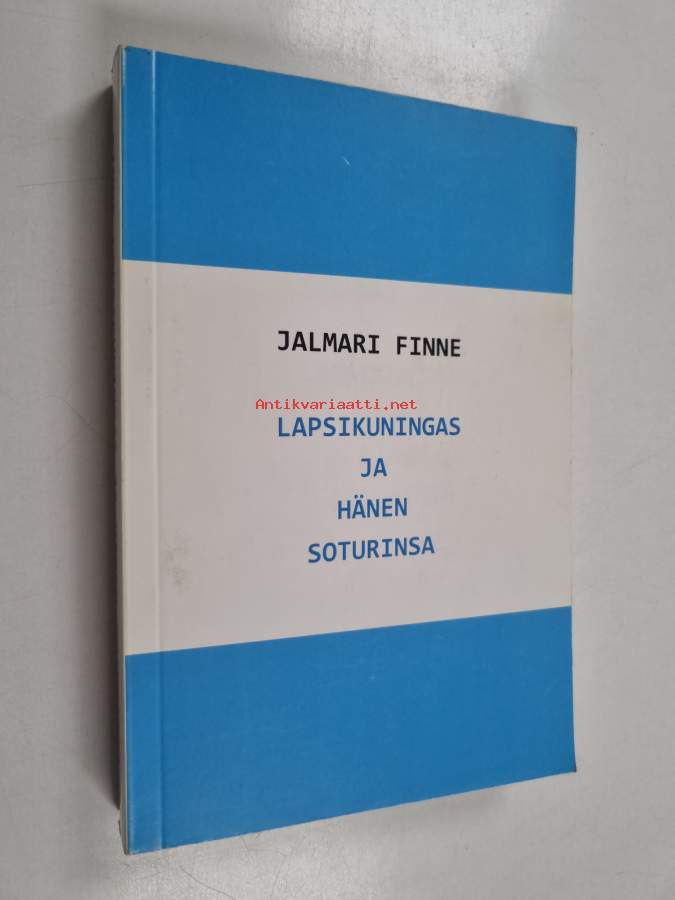 JALMARI FINNE
Antikvariaatti.net
LAPSIKUNINGAS
JA
HÄNEN
SOTURINSA